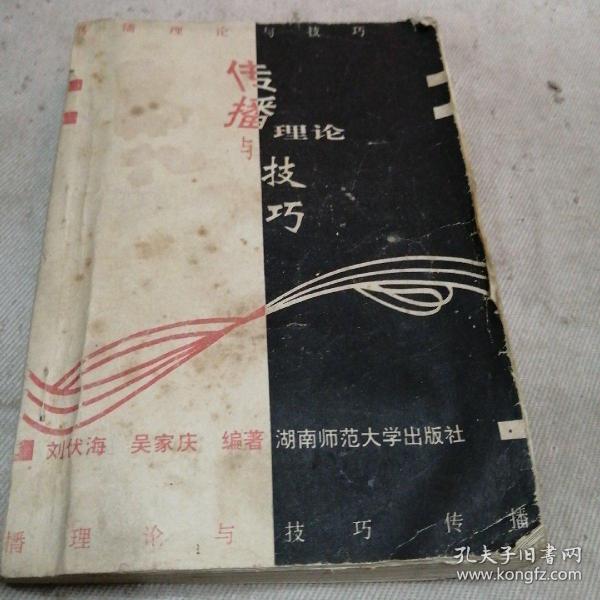 传播理论与技巧
传播
理论
与
技巧
刘伏海 吴家庆 编著 湖南师范大学出版社
播理论与技巧 传播
孔夫子旧书网
www.kongfz.com